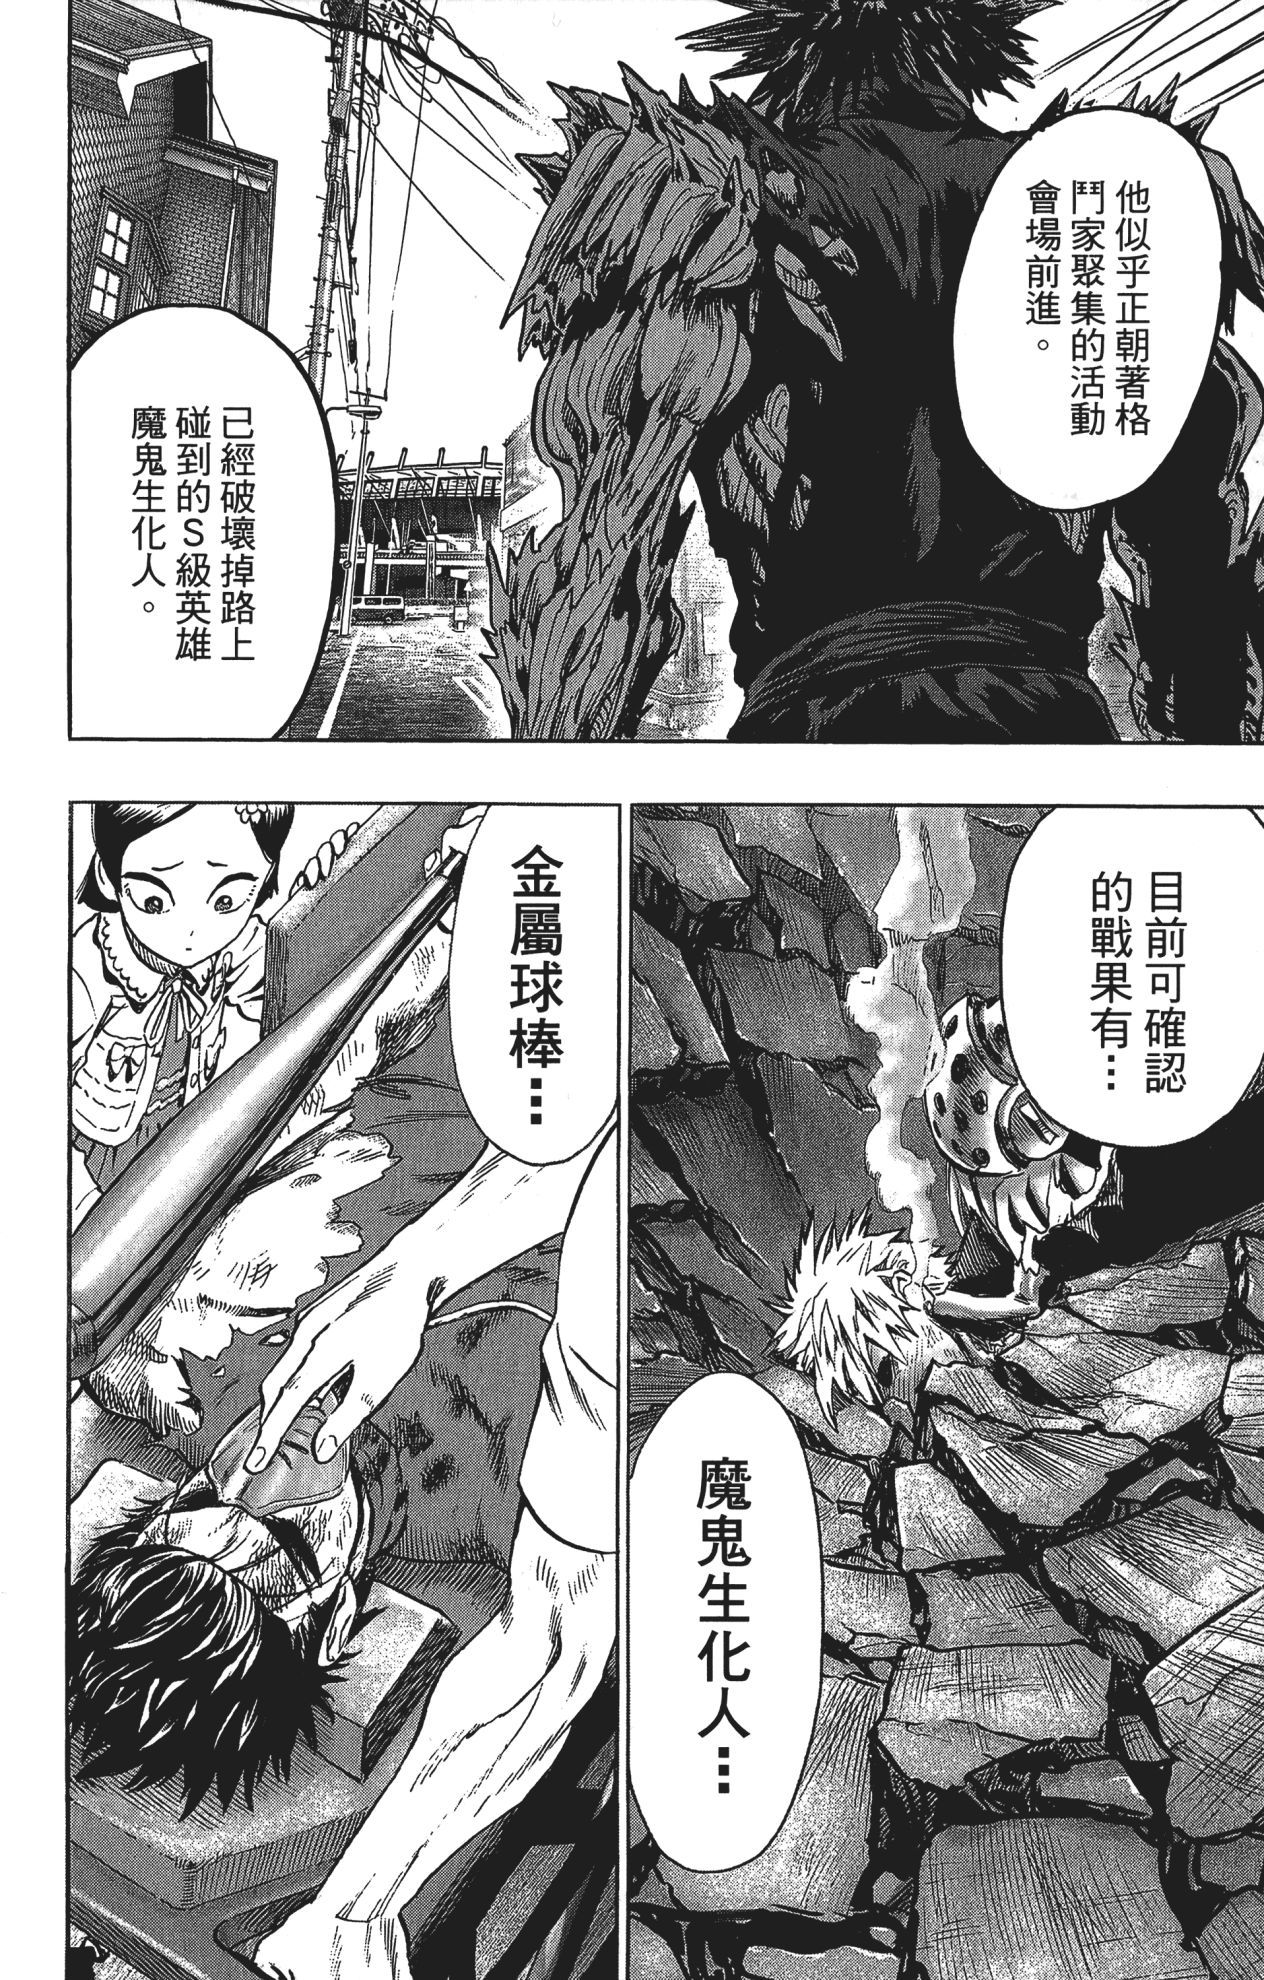 他似乎正朝著格
鬥家聚集的活動
會場前進。
已經破壞掉路上
碰到的S級英雄
魔鬼生化人。
目前可確認
的戰果有…
魔鬼生化人…
金屬球棒…